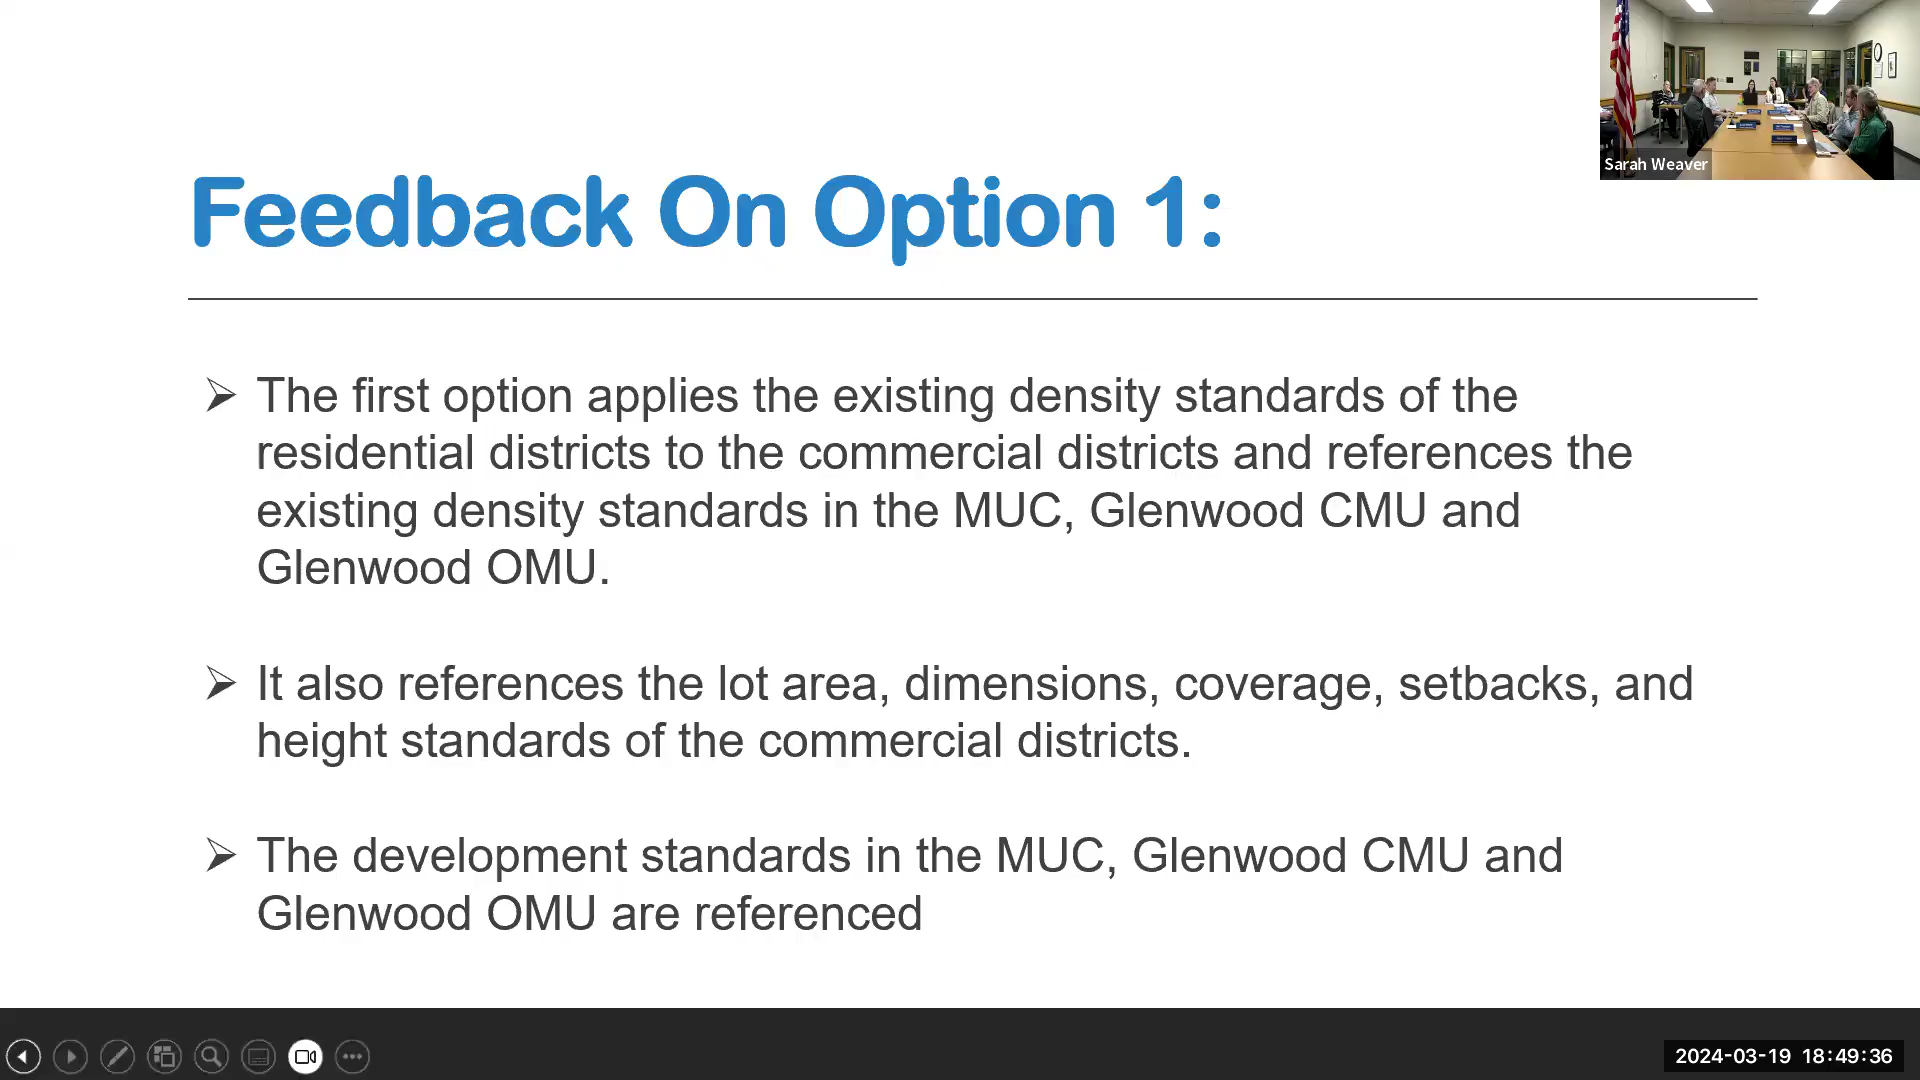 Sarah Weaver
Feedback On Option 1:
The first option applies the existing density standards of the
residential districts to the commercial districts and references the
existing density standards in the MUC, Glenwood CMU and
Glenwood OMU.
It also references the lot area, dimensions, coverage, setbacks, and
height standards of the commercial districts.
The development standards in the MUC, Glenwood CMU and
Glenwood OMU are referenced
2024-03-19 18:49:36